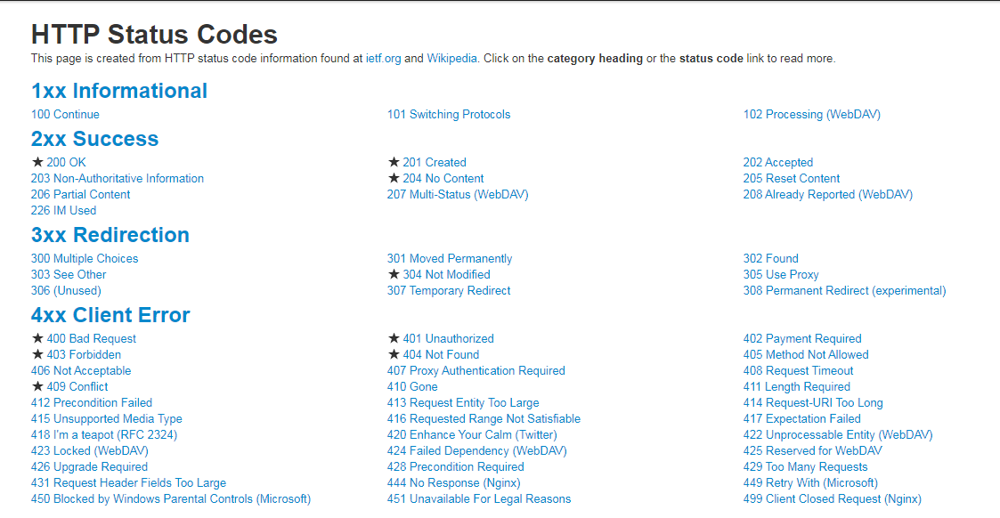 HTTP Status Codes
This page is created from HTTP status code information found at ietf.org and Wikipedia. Click on the category heading or the status code link to read more.
1xx Informational
100 Continue 101 Switching Protocols 102 Processing (WebDAV)
2xx Success
★ 200 OK ★ 201 Created 202 Accepted
203 Non-Authoritative Information ★ 204 No Content 205 Reset Content
206 Partial Content 207 Multi-Status (WebDAV) 208 Already Reported (WebDAV)
226 IM Used
3xx Redirection
300 Multiple Choices 301 Moved Permanently 302 Found
303 See Other ★ 304 Not Modified 305 Use Proxy
306 (Unused) 307 Temporary Redirect 308 Permanent Redirect (experimental)
4xx Client Error
★ 400 Bad Request ★ 401 Unauthorized 402 Payment Required
★ 403 Forbidden ★ 404 Not Found 405 Method Not Allowed
406 Not Acceptable 407 Proxy Authentication Required 408 Request Timeout
★ 409 Conflict 410 Gone 411 Length Required
412 Precondition Failed 413 Request Entity Too Large 414 Request-URI Too Long
415 Unsupported Media Type 416 Requested Range Not Satisfiable 417 Expectation Failed
418 I'm a teapot (RFC 2324) 420 Enhance Your Calm (Twitter) 422 Unprocessable Entity (WebDAV)
423 Locked (WebDAV) 424 Failed Dependency (WebDAV) 425 Reserved for WebDAV
426 Upgrade Required 428 Precondition Required 429 Too Many Requests
431 Request Header Fields Too Large 444 No Response (Nginx) 449 Retry With (Microsoft)
450 Blocked by Windows Parental Controls (Microsoft) 451 Unavailable For Legal Reasons 499 Client Closed Request (Nginx)